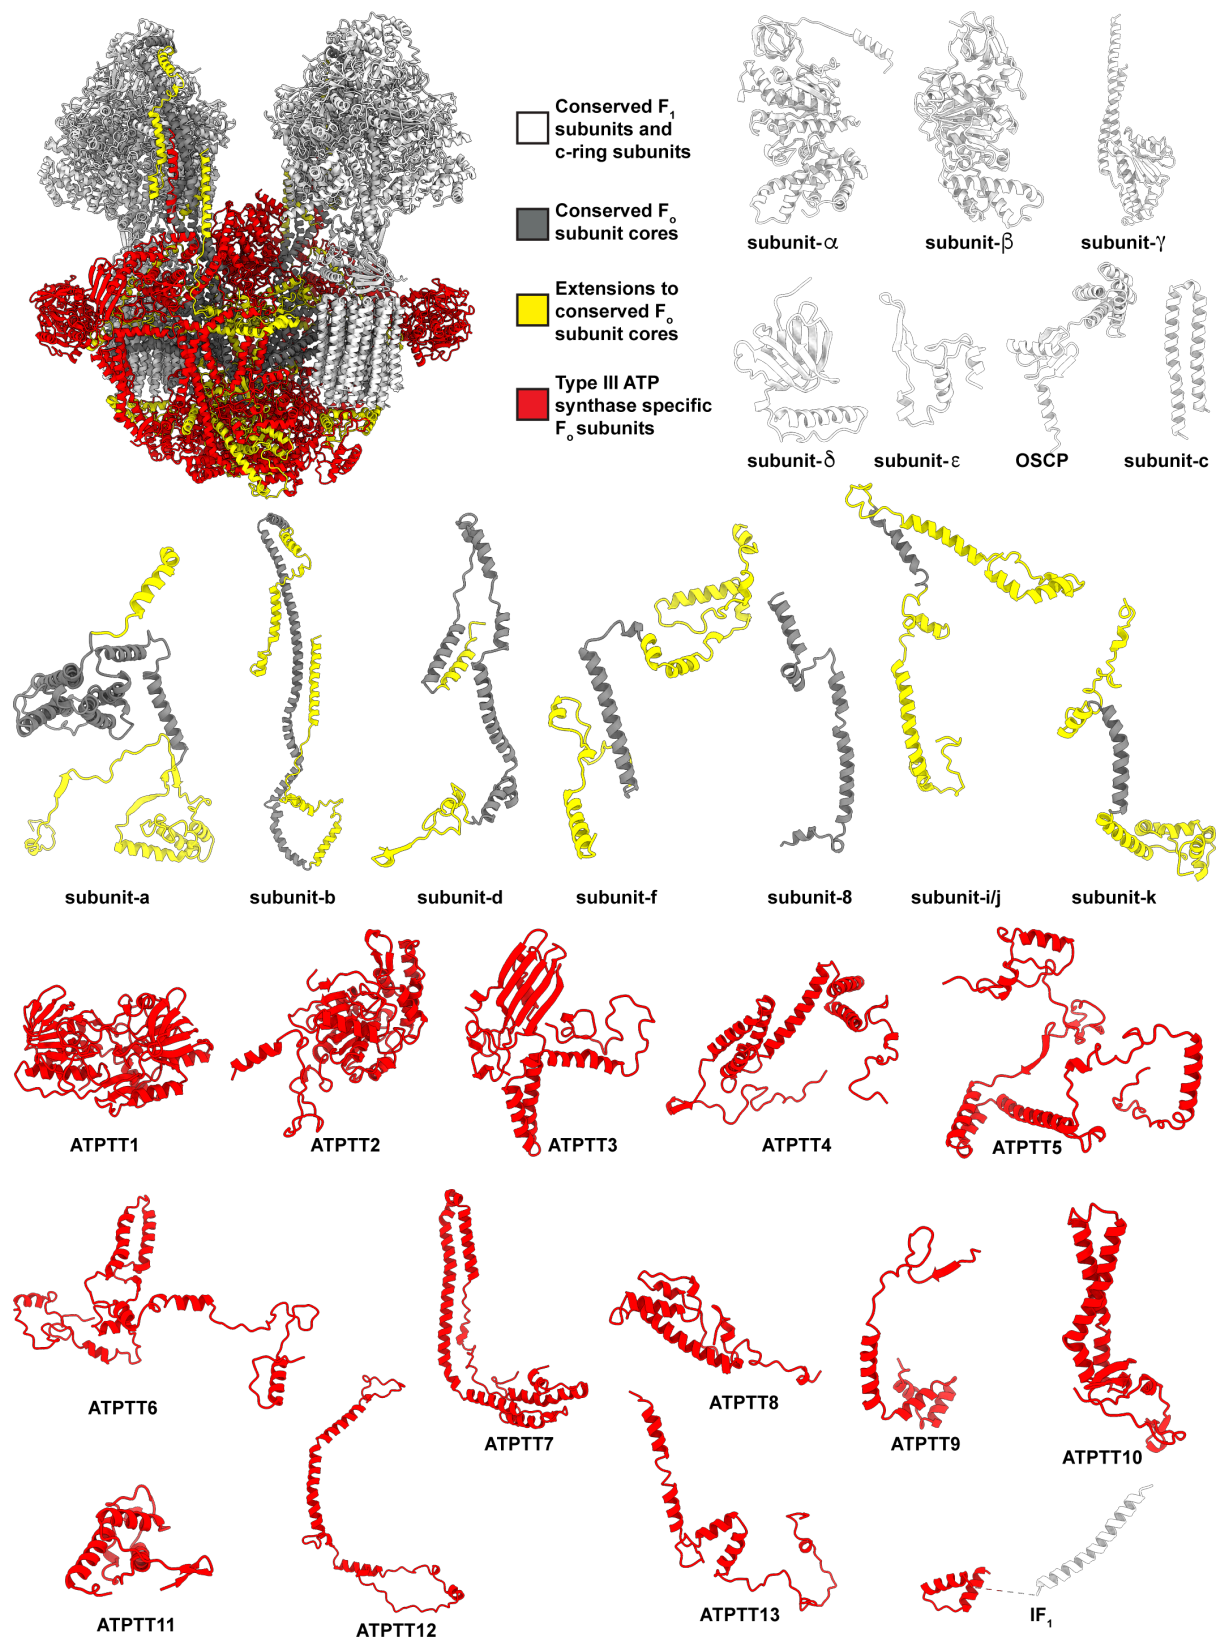 Conserved F1
subunits and
c-ring subunits
Conserved Fo
subunit cores
Extensions to
conserved Fo
subunit cores
Type III ATP
synthase specific
Fo subunits
subunit-α
subunit-β
subunit-γ
subunit-δ
subunit-ε
OSCP
subunit-c
subunit-a
subunit-b
subunit-d
subunit-f
subunit-8
subunit-i/j
subunit-k
ATPTT1
ATPTT2
ATPTT3
ATPTT4
ATPTT5
ATPTT6
ATPTT7
ATPTT8
ATPTT9
ATPTT10
ATPTT11
ATPTT12
ATPTT13
IF1